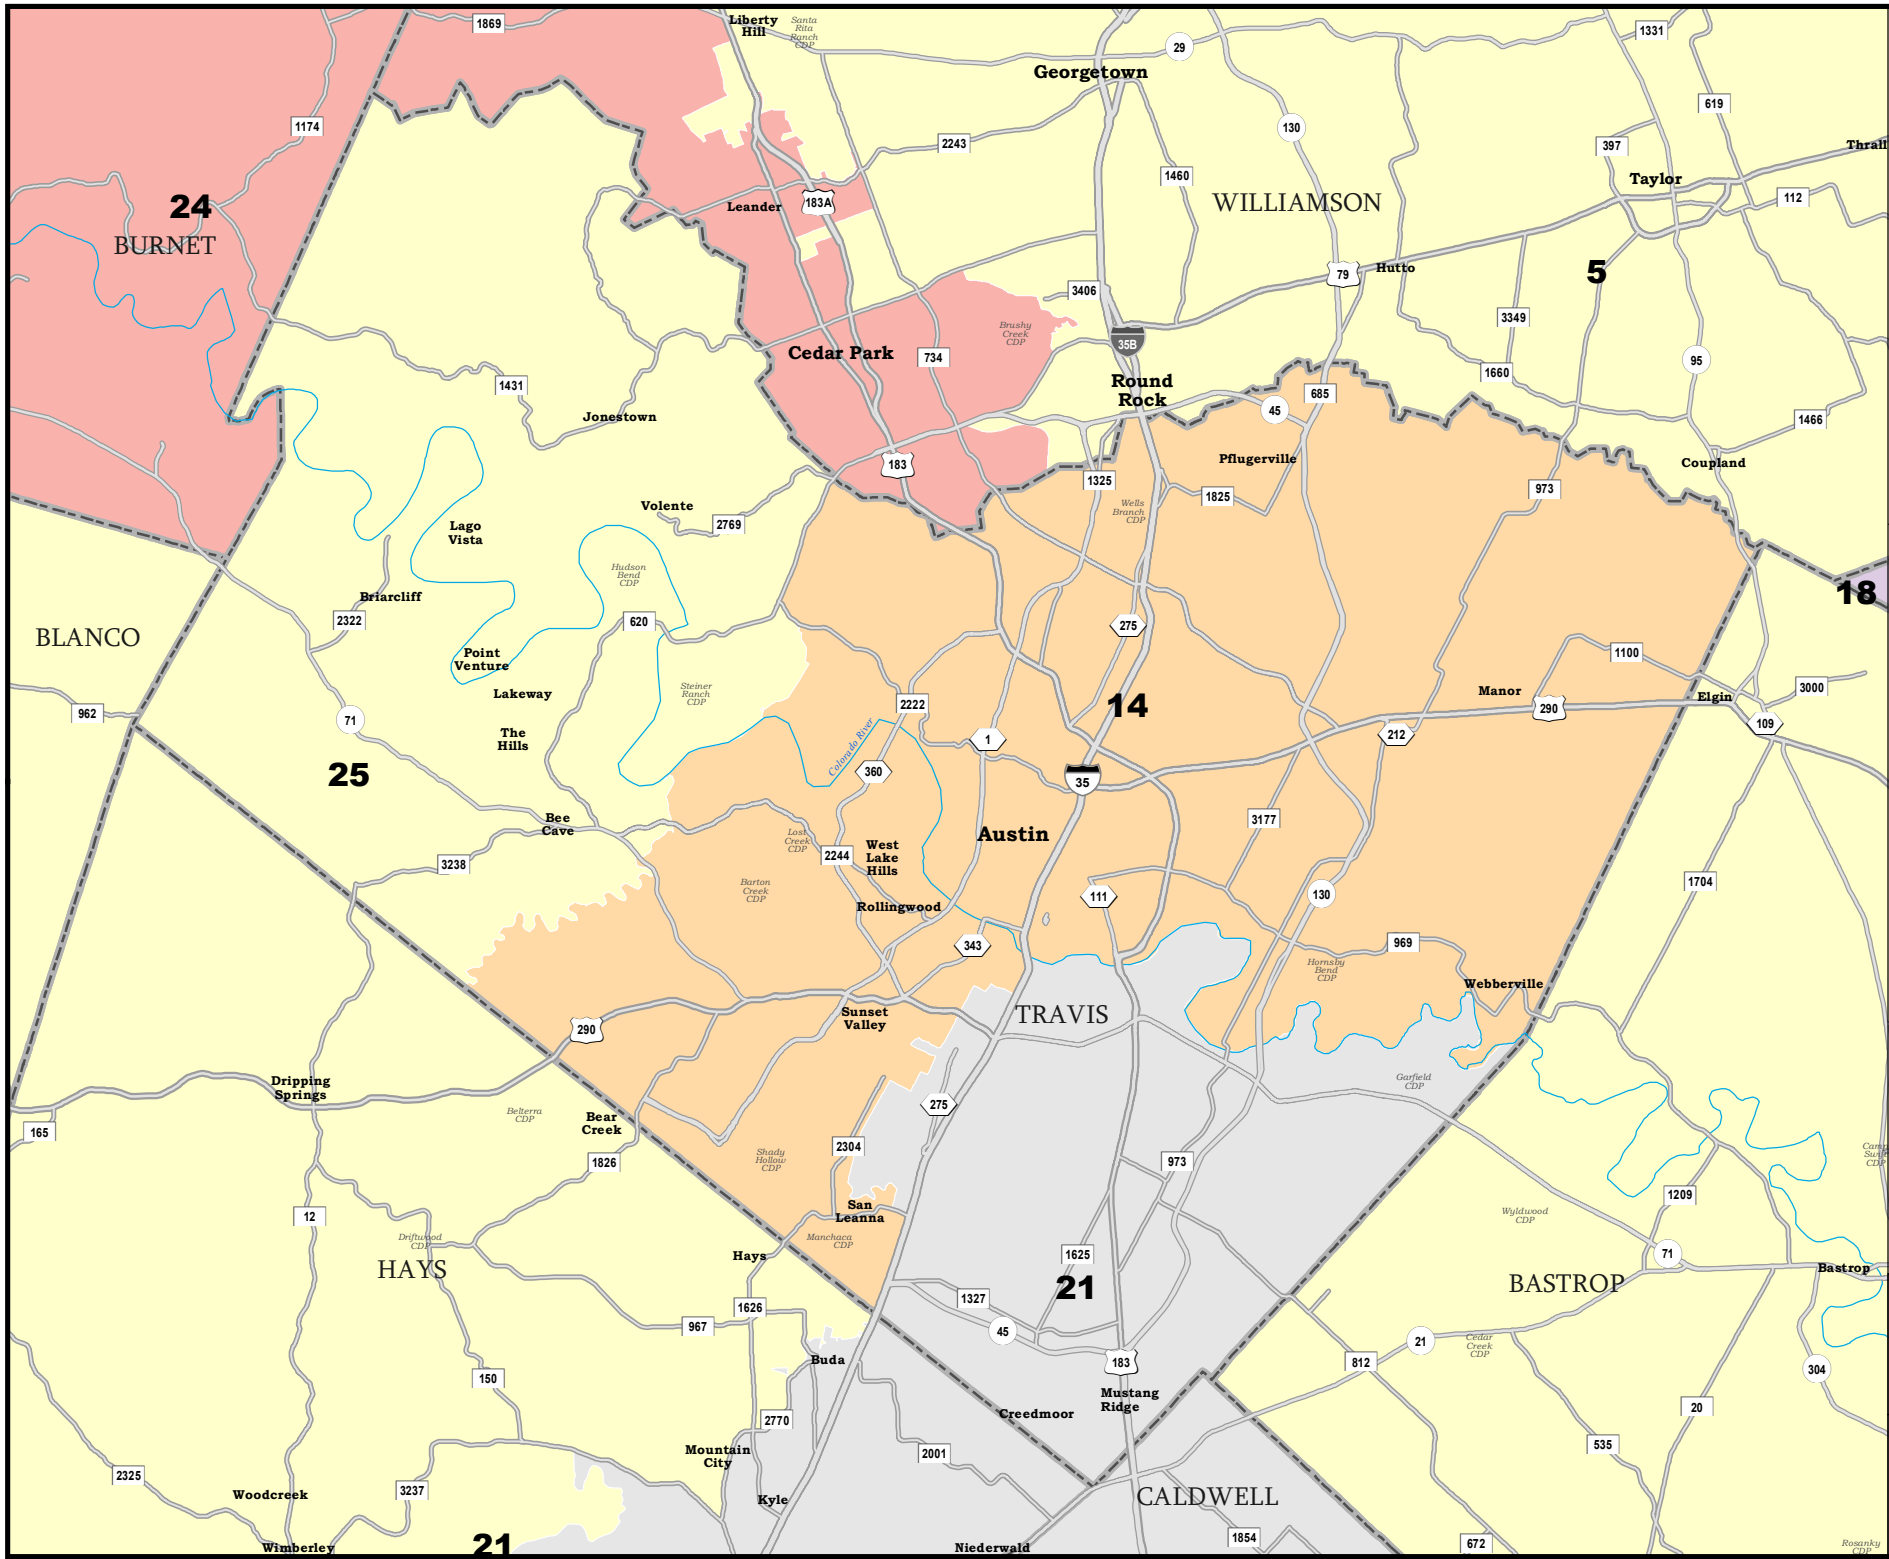 1869
Liberty
Hill
Santa
Rita
Ranch
CDP
29
1331
Georgetown
619
1174
130
2243
397
Thrall
1460
Taylor
24
Leander
183A
WILLIAMSON
112
BURNET
79
Hutto
5
3406
Brushy
Creek
CDP
3349
35B
Cedar Park
734
95
1660
1431
Round
Rock
685
45
Jonestown
1466
183
Pflugerville
Coupland
1325
1825
973
Volente
2769
Wells
Branch
CDP
Lago
Vista
Hudson
Bend
CDP
Briarcliff
18
2322
620
275
BLANCO
1100
Point
Venture
Lakeway
Steiner
Ranch
CDP
Manor
Elgin
3000
962
71
2222
14
290
109
The
Hills
1
212
Colorado River
25
360
35
Bee
Cave
3177
Lost
Creek
CDP
Austin
2244
West
Lake
Hills
3238
Barton
Creek
CDP
1704
111
130
Rollingwood
343
969
Hornsby
Bend
CDP
Webberville
Sunset
Valley
TRAVIS
290
Dripping
Springs
Garfield
CDP
Belterra
CDP
Bear
Creek
275
165
2304
Camp
Swift
CDP
1826
Shady
Hollow
CDP
973
1209
12
San
Leanna
Wyldwood
CDP
Driftwood
CDP
Manchaca
CDP
Hays
1625
71
HAYS
21
BASTROP
Bastrop
1327
1626
967
45
21
Cedar
Creek
CDP
Buda
183
812
304
150
Mustang
Ridge
20
2770
Creedmoor
535
Mountain
City
2001
2325
3237
Woodcreek
Kyle
CALDWELL
1854
672
21
Wimberley
Niederwald
Rosanky
CDP